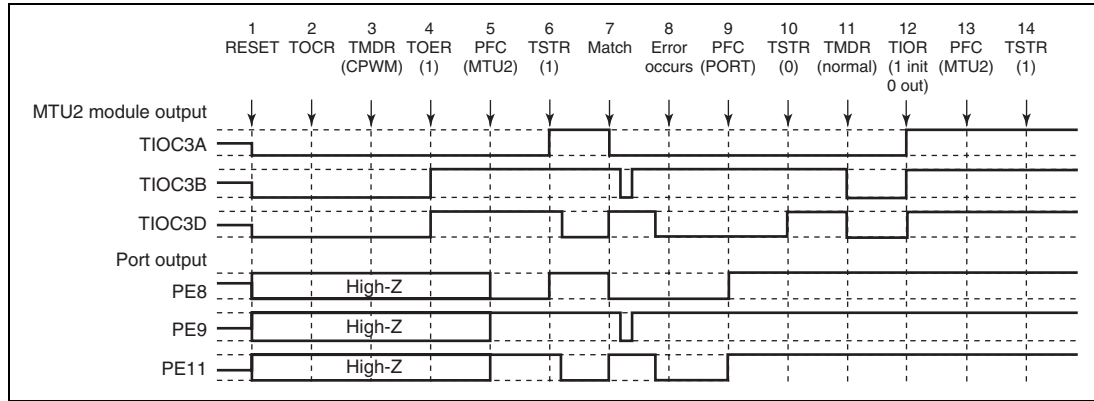 1 2 3 4 5 6 7 8 9 10 11 12 13 14
RESET TOCR TMDR TOER PFC TSTR Match Error PFC TSTR TMDR TIOR PFC TSTR
(CPWM) (1) (MTU2) (1) occurs (PORT) (0) (normal) (1 init (MTU2) (1)
0 out)
MTU2 module output
TIOC3A
TIOC3B
TIOC3D
Port output
PE8 High-Z
PE9 High-Z
PE11 High-Z